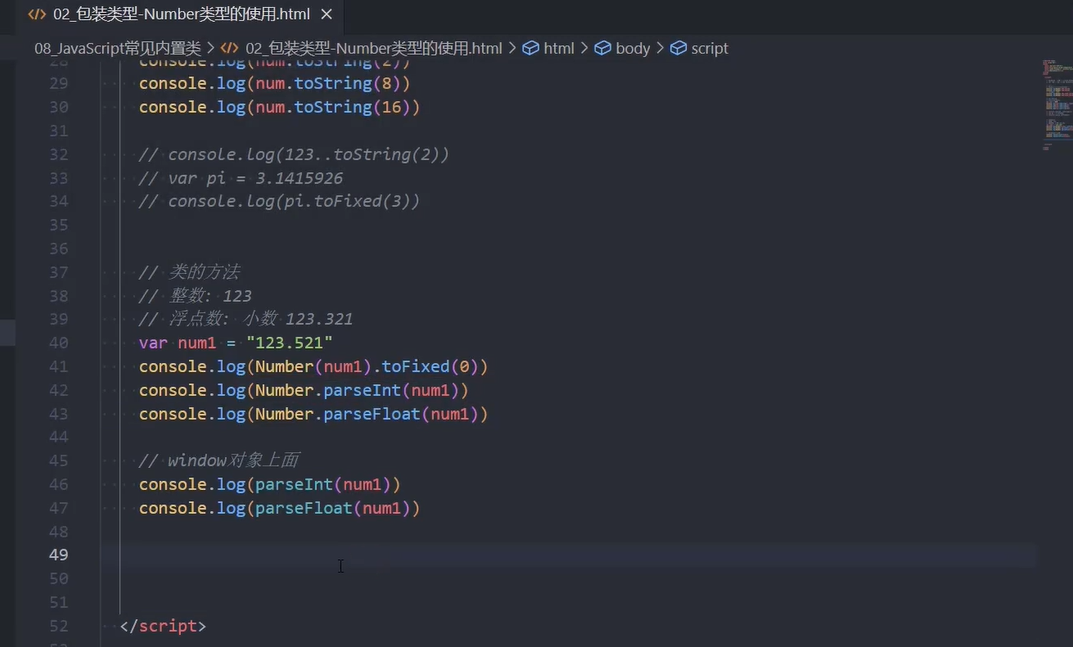 02_包装类型-Number类型的使用.html
08_JavaScript常见内置类 > 02_包装类型-Number类型的使用.html > html > body > script
28 console.log(num.toString(2))
29 console.log(num.toString(8))
30 console.log(num.toString(16))
31
32 // console.log(123..toString(2))
33 // var pi = 3.1415926
34 // console.log(pi.toFixed(3))
35
36
37 // 类的方法
38 // 整数: 123
39 // 浮点数: 小数 123.321
40 var num1 = "123.521"
41 console.log(Number(num1).toFixed(0))
42 console.log(Number.parseInt(num1))
43 console.log(Number.parseFloat(num1))
44
45 // window对象上面
46 console.log(parseInt(num1))
47 console.log(parseFloat(num1))
48
49
50
51
52 </script>